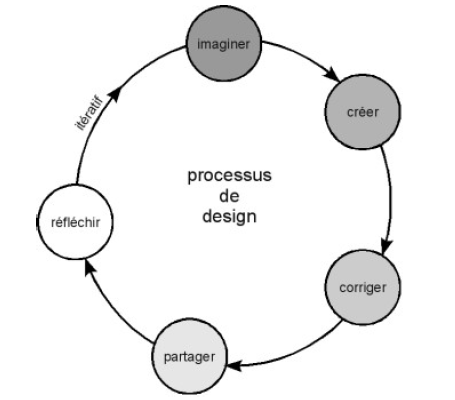 imaginer
créer
corriger
partager
réfléchir
itératif
processus
de
design